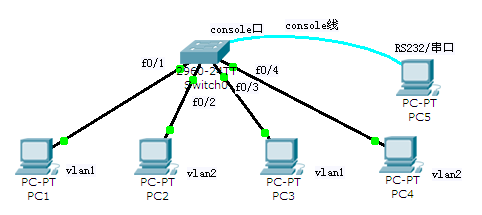 console口
console线
RS232/串口
f0/1
f0/4
2960-24TT
Switch0
f0/3
f0/2
PC-PT
PC5
vlan1
vlan2
vlan1
vlan2
PC-PT
PC1
PC-PT
PC2
PC-PT
PC3
PC-PT
PC4